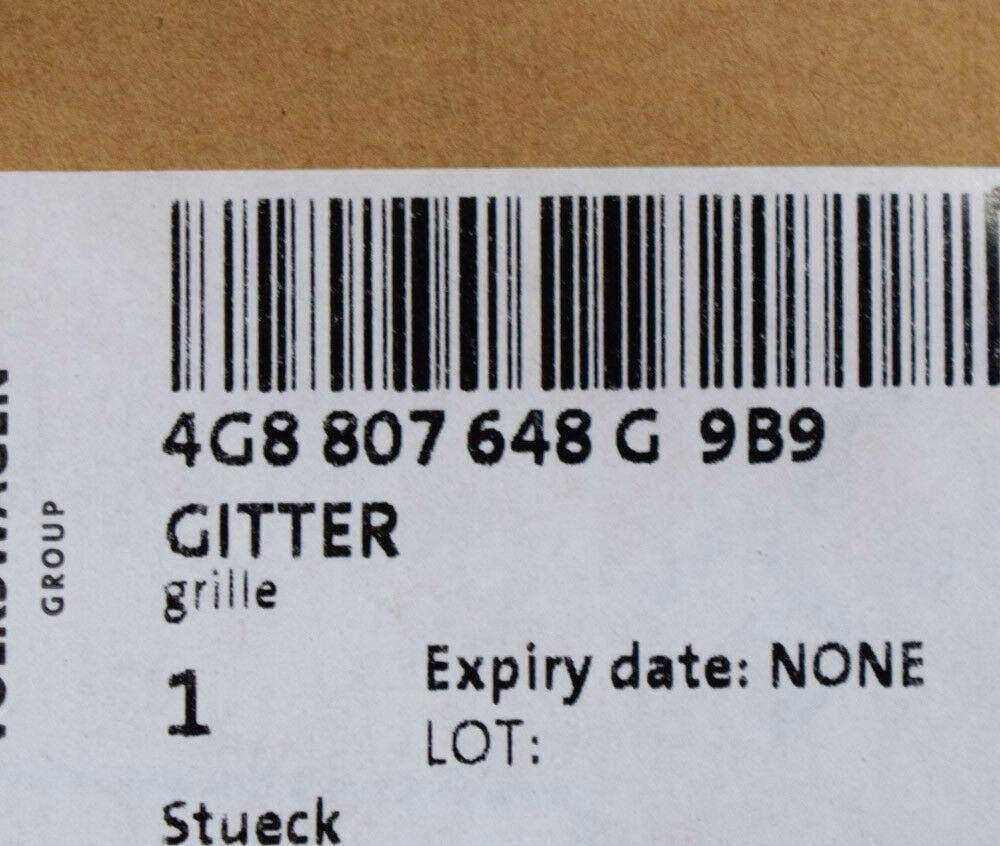 4G8 807 648 G 9B9
GITTER
grille
1
Expiry date: NONE
LOT:
Stueck
GROUP